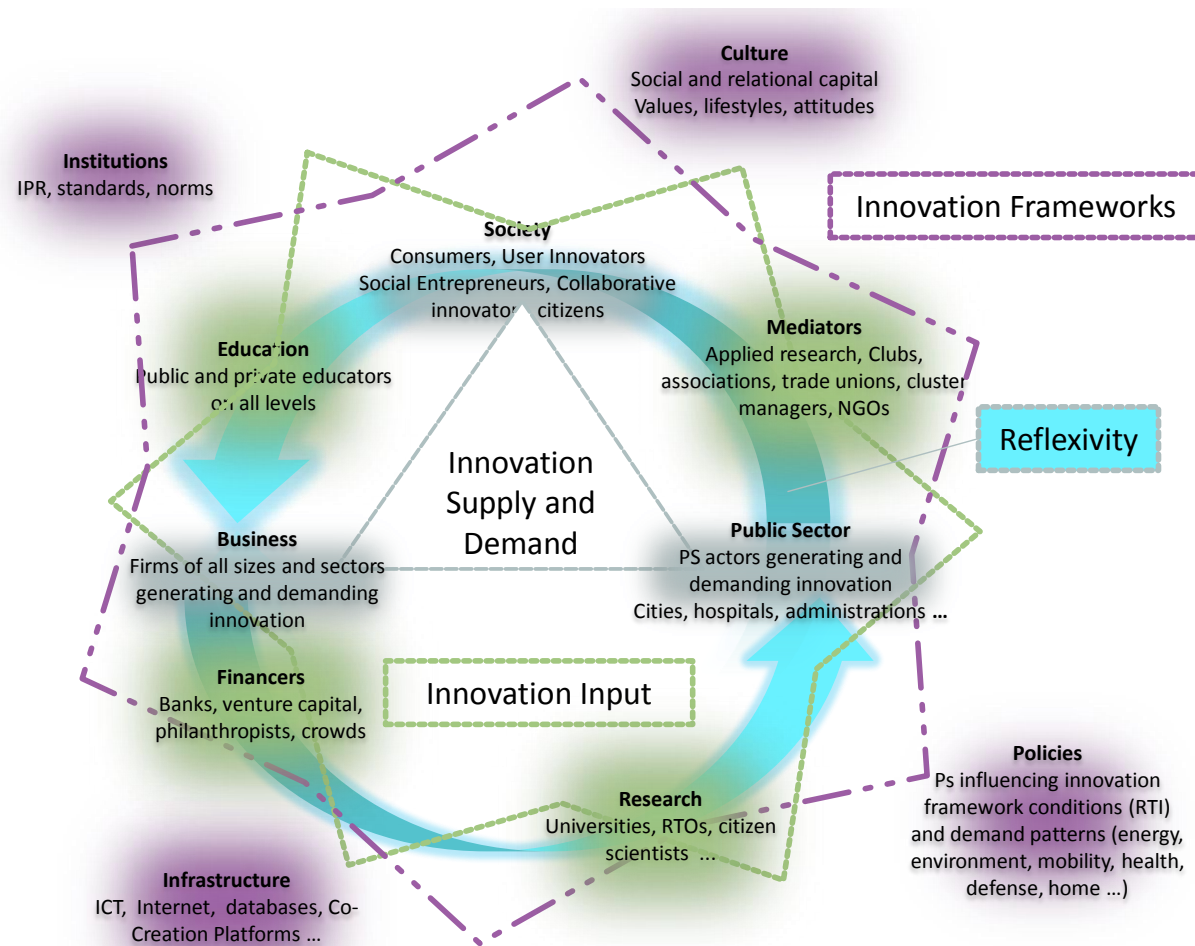 Culture
Social and relational capital
Values, lifestyles, attitudes
Institutions
IPR, standards, norms
Innovation Frameworks
Society
Consumers, User Innovators
Social Entrepreneurs, Collaborative
innovator citizens
Education
Public and private educators
on all levels
Mediators
Applied research, Clubs,
associations, trade unions, cluster
managers, NGOs
Reflexivity
Innovation
Supply and
Demand
Business
Firms of all sizes and sectors
generating and demanding
innovation
Public Sector
PS actors generating and
demanding innovation
Cities, hospitals, administrations ...
Financers
Banks, venture capital,
philanthropists, crowds
Innovation Input
Research
Universities, RTOs, citizen
scientists ...
Policies
Ps influencing innovation
framework conditions (RTI)
and demand patterns (energy,
environment, mobility, health,
defense, home ...)
Infrastructure
ICT, Internet, databases, Co-
Creation Platforms ...